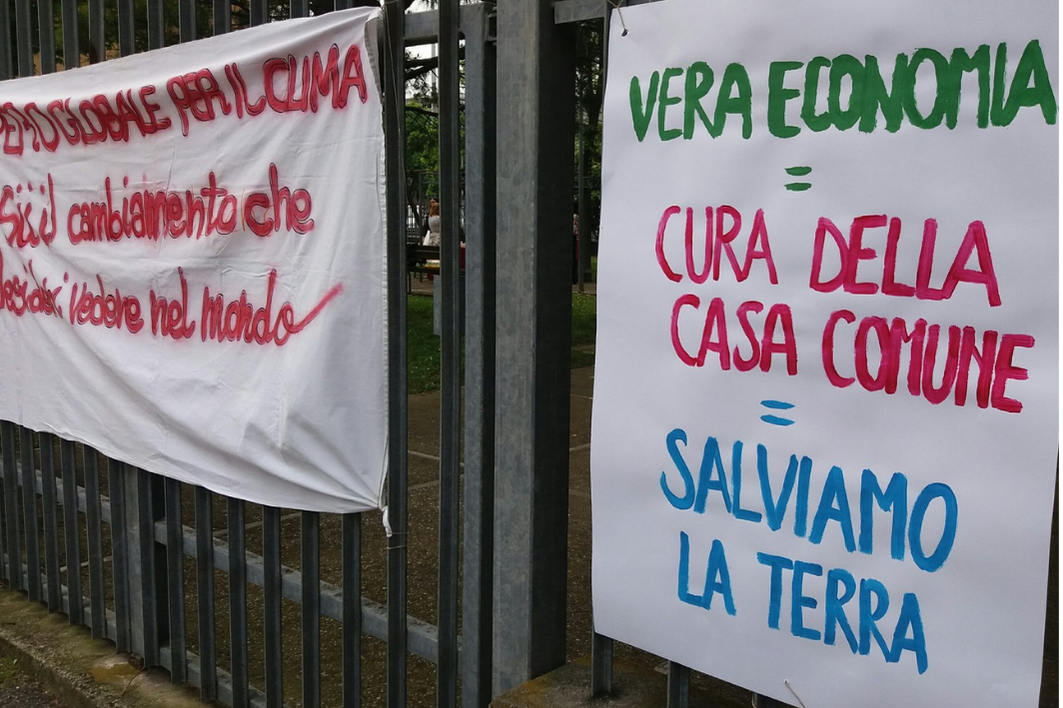 GLOBALE PER IL CLIMA
Sii il cambiamento che
vedere nel mondo
VERA ECONOMIA
=
CURA DELLA
CASA COMUNE
=
SALVIAMO
LA TERRA